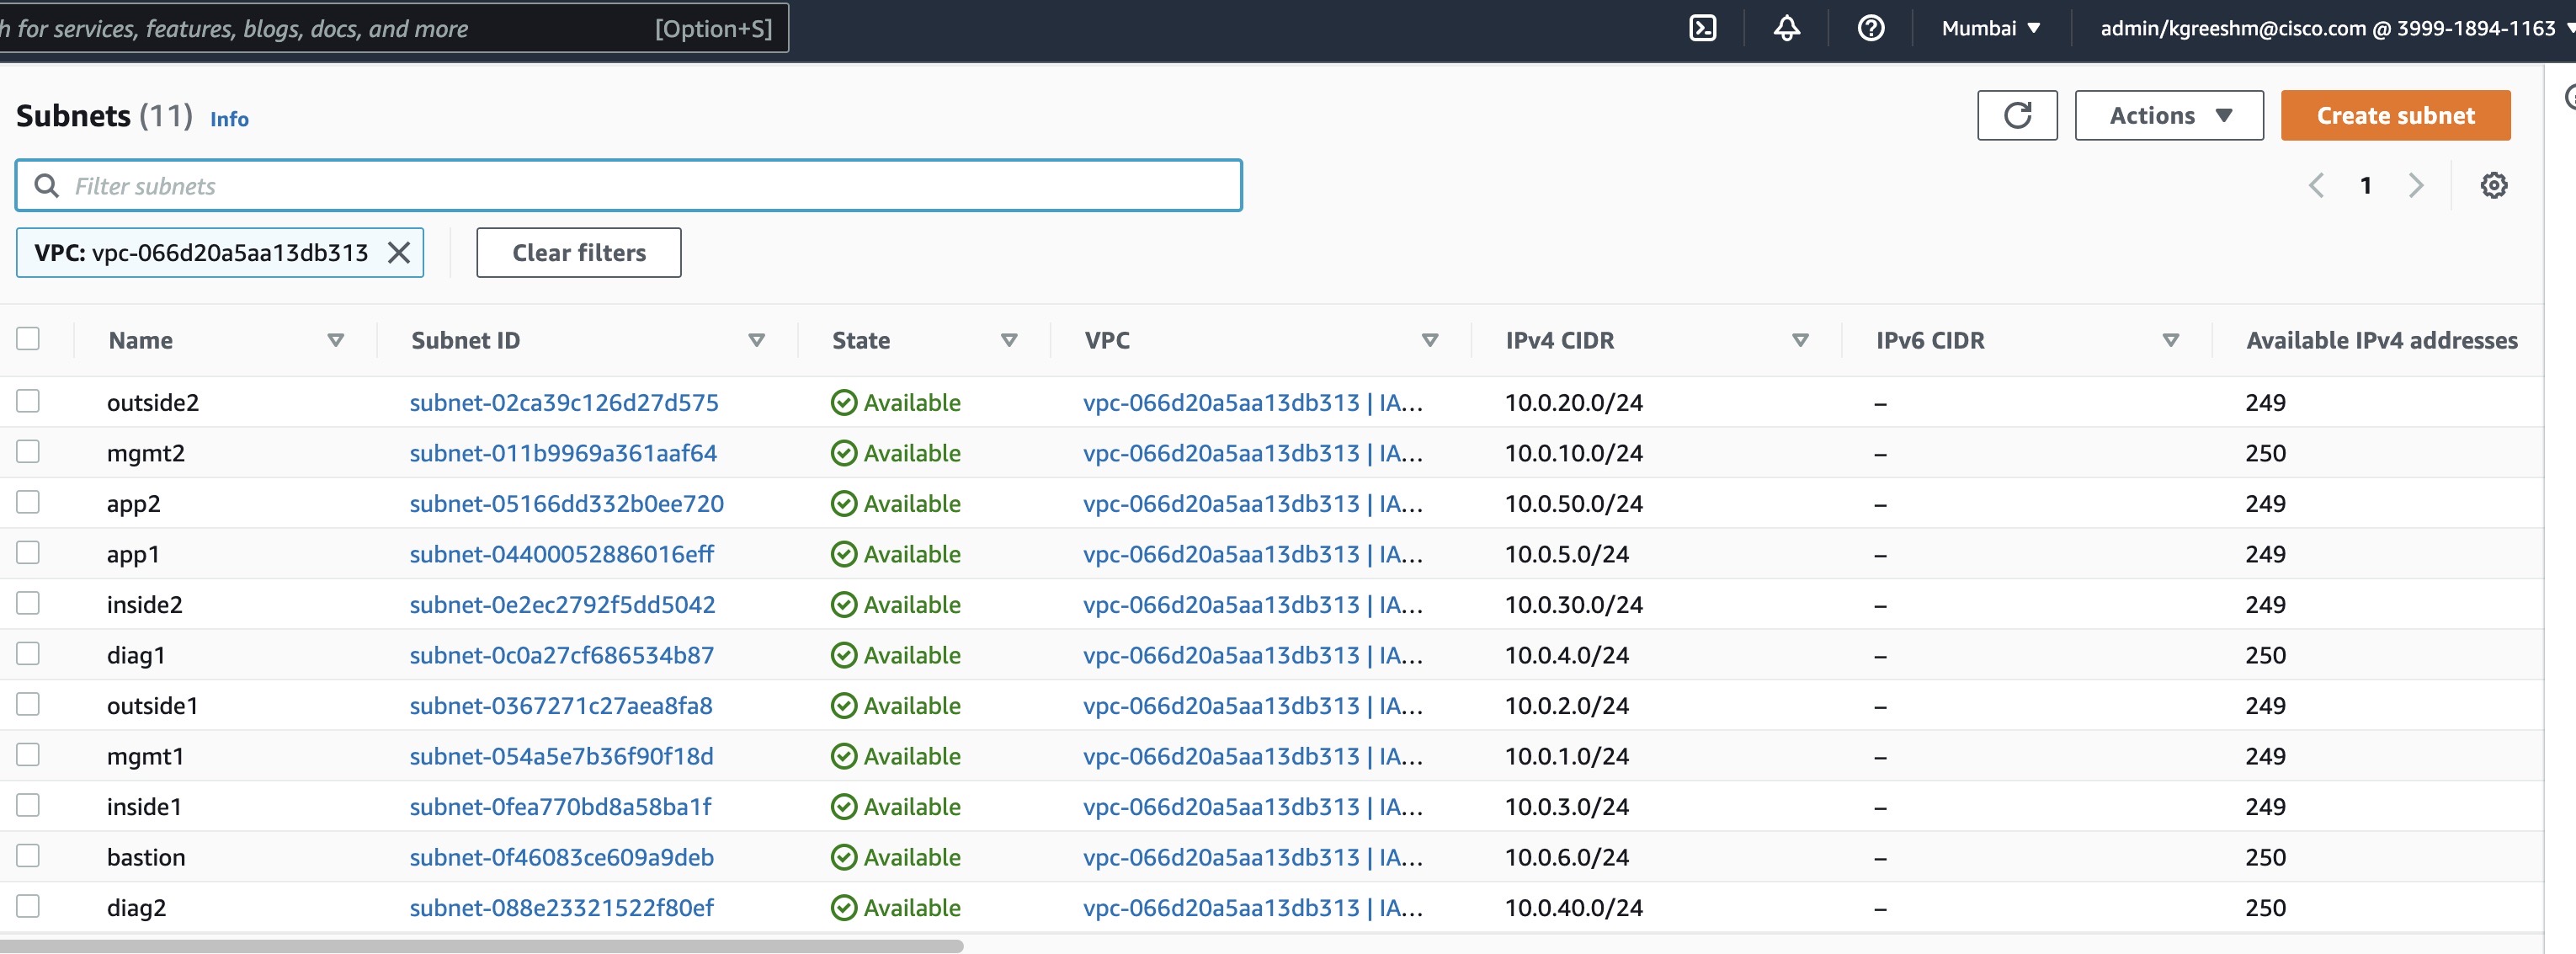 h for services, features, blogs, docs, and more [Option+S] Mumbai ▼ admin/kgreeshm@cisco.com @ 3999-1894-1163
Subnets (11) Info Actions ▼ Create subnet
Filter subnets 1
VPC: vpc-066d20a5aa13db313 Clear filters
Name Subnet ID State VPC IPv4 CIDR IPv6 CIDR Available IPv4 addresses
outside2 subnet-02ca39c126d27d575 Available vpc-066d20a5aa13db313 | IA... 10.0.20.0/24 – 249
mgmt2 subnet-011b9969a361aaf64 Available vpc-066d20a5aa13db313 | IA... 10.0.10.0/24 – 250
app2 subnet-05166dd332b0ee720 Available vpc-066d20a5aa13db313 | IA... 10.0.50.0/24 – 249
app1 subnet-04400052886016eff Available vpc-066d20a5aa13db313 | IA... 10.0.5.0/24 – 249
inside2 subnet-0e2ec2792f5dd5042 Available vpc-066d20a5aa13db313 | IA... 10.0.30.0/24 – 249
diag1 subnet-0c0a27cf686534b87 Available vpc-066d20a5aa13db313 | IA... 10.0.4.0/24 – 250
outside1 subnet-0367271c27aea8fa8 Available vpc-066d20a5aa13db313 | IA... 10.0.2.0/24 – 249
mgmt1 subnet-054a5e7b36f90f18d Available vpc-066d20a5aa13db313 | IA... 10.0.1.0/24 – 249
inside1 subnet-0fea770bd8a58ba1f Available vpc-066d20a5aa13db313 | IA... 10.0.3.0/24 – 249
bastion subnet-0f46083ce609a9deb Available vpc-066d20a5aa13db313 | IA... 10.0.6.0/24 – 250
diag2 subnet-088e23321522f80ef Available vpc-066d20a5aa13db313 | IA... 10.0.40.0/24 – 250